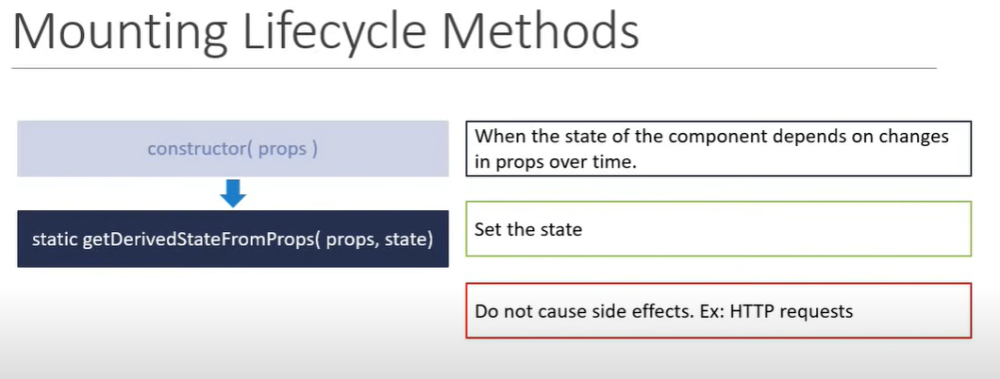 Mounting Lifecycle Methods
constructor( props )
When the state of the component depends on changes
in props over time.
static getDerivedStateFromProps( props, state)
Set the state
Do not cause side effects. Ex: HTTP requests